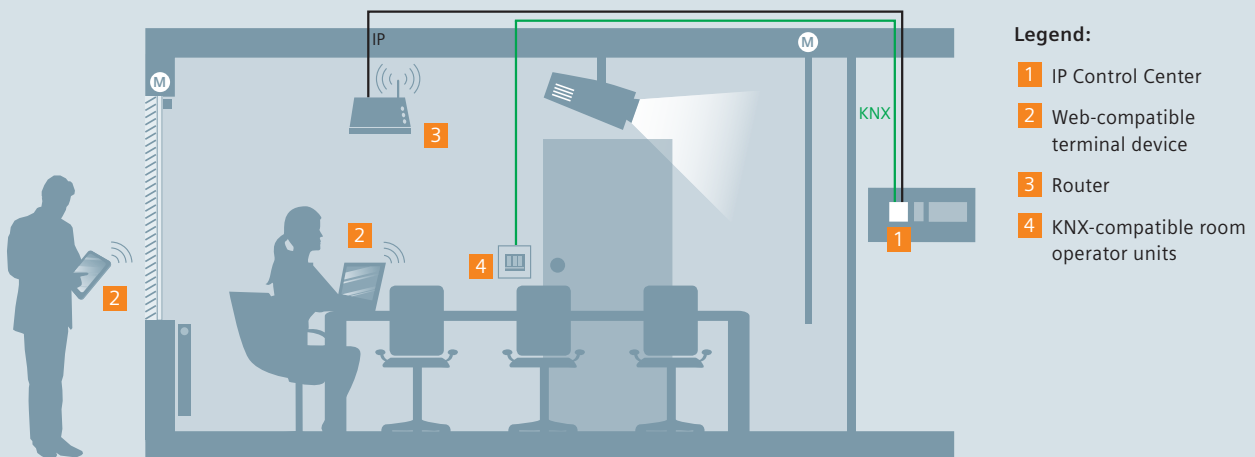 IP
M
M
3
KNX
2
2
4
1
Legend:
1 IP Control Center
2 Web-compatible
terminal device
3 Router
4 KNX-compatible room
operator units